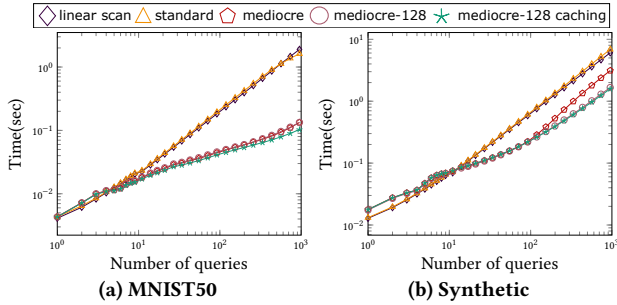 linear scan standard mediocre mediocre-128 mediocre-128 caching
Time(sec)
10^0
10^-1
10^-2
10^0 10^1 10^2 10^3
Number of queries
(a) MNIST50
Time(sec)
10^1
10^0
10^-1
10^-2
10^0 10^1 10^2 10^3
Number of queries
(b) Synthetic